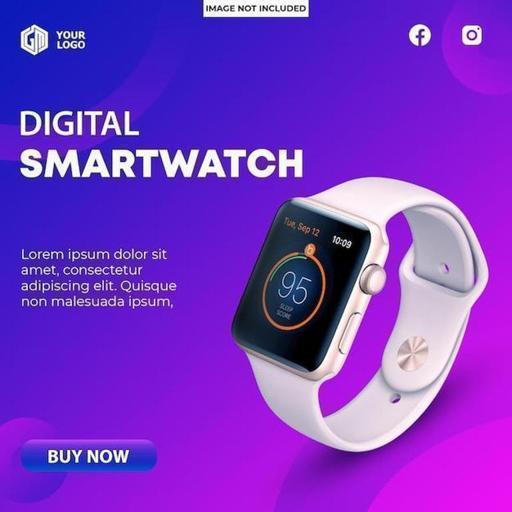 IMAGE NOT INCLUDED
YOUR
LOGO
DIGITAL
SMARTWATCH
Tue, Sep 12
10:09
95
SLEEP
SCORE
Lorem ipsum dolor sit
amet, consectetur
adipiscing elit. Quisque
non malesuada ipsum,
BUY NOW